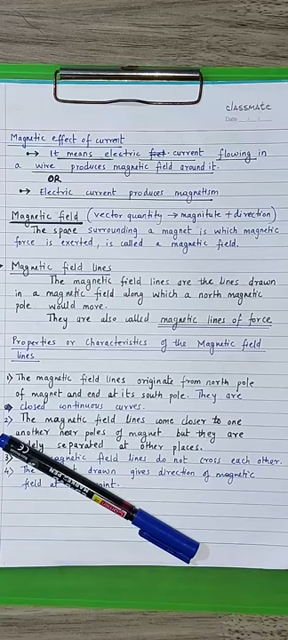 classmate
Date
Magnetic effect of current
↦ It means electric current flowing in
a wire produces magnetic field around it.
OR
↦ Electric current produces magnetism
Magnetic field (vector quantity → magnitute + direction)
The space surrounding a magnet is which magnetic
force is exerted, is called a magnetic field.
Magnetic field lines
The magnetic field lines are the lines drawn
in a magnetic field along which a north magnetic
pole would more.
They are also called magnetic lines of force
Properties or Characteristics of the Magnetic field
lines
1) The magnetic field lines originate from north pole
of magnet and end at its south pole. They are
closed continuous curves.
2) The magnetic field lines come closer to one
another near poles of magnet but they are
separated at other places.
3) magnetic field lines do not cross each other.
4) The drawn gives direction of magnetic
field at point.